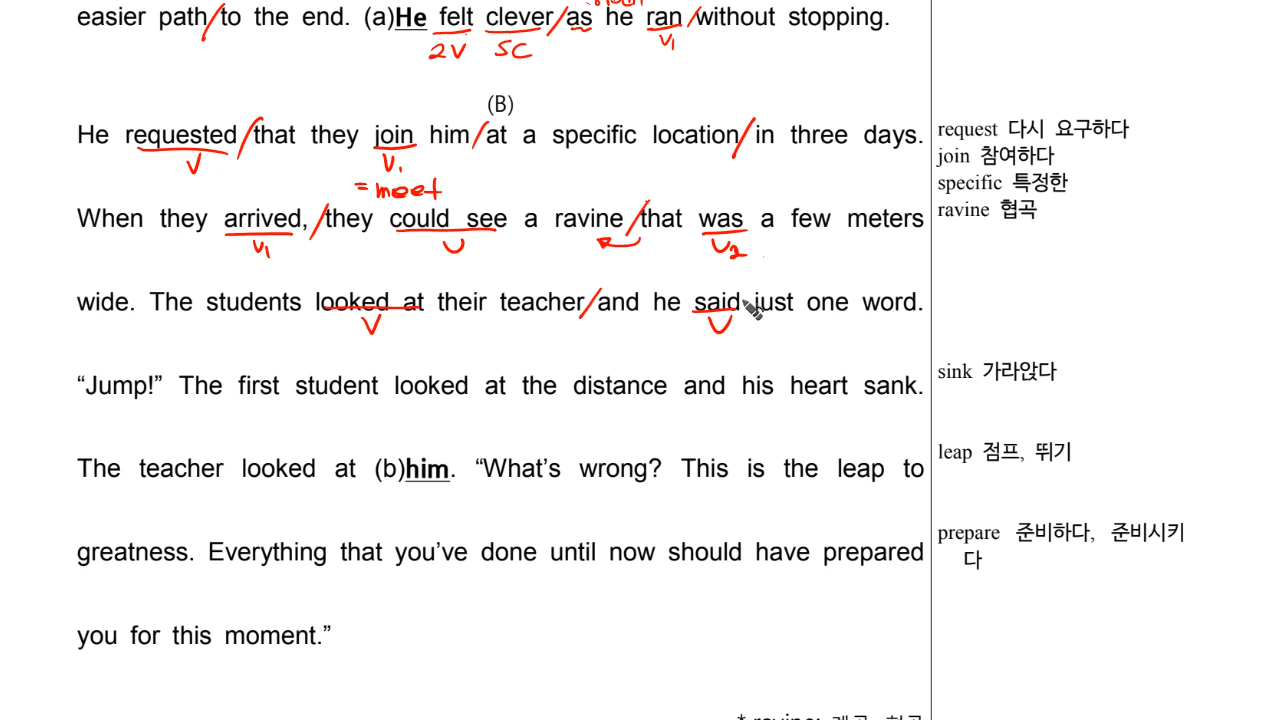 easier path to the end. (a)He felt clever as he ran without stopping.
2V SC V1
(B)
He requested that they join him at a specific location in three days.
V V1
= meet
When they arrived, they could see a ravine that was a few meters
V1 V V2
wide. The students looked at their teacher and he said just one word.
V V
“Jump!” The first student looked at the distance and his heart sank.
The teacher looked at (b)him. “What’s wrong? This is the leap to
greatness. Everything that you’ve done until now should have prepared
you for this moment.”
request 다시 요구하다
join 참여하다
specific 특정한
ravine 협곡
sink 가라앉다
leap 점프, 뛰기
prepare 준비하다, 준비시키
다